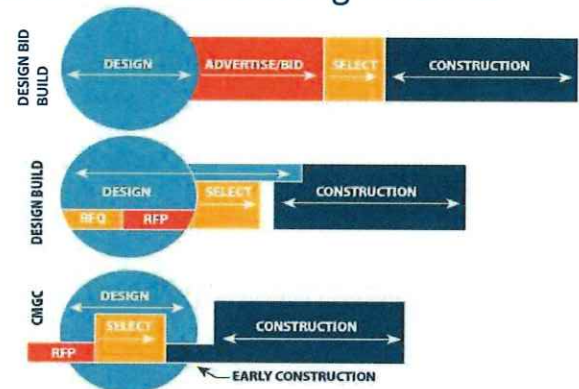 DESIGN BID
BUILD
DESIGN
ADVERTISE/BID
SELECT
CONSTRUCTION
DESIGN BUILD
DESIGN
RFQ
RFP
SELECT
CONSTRUCTION
CMGC
DESIGN
SELECT
RFP
CONSTRUCTION
EARLY CONSTRUCTION